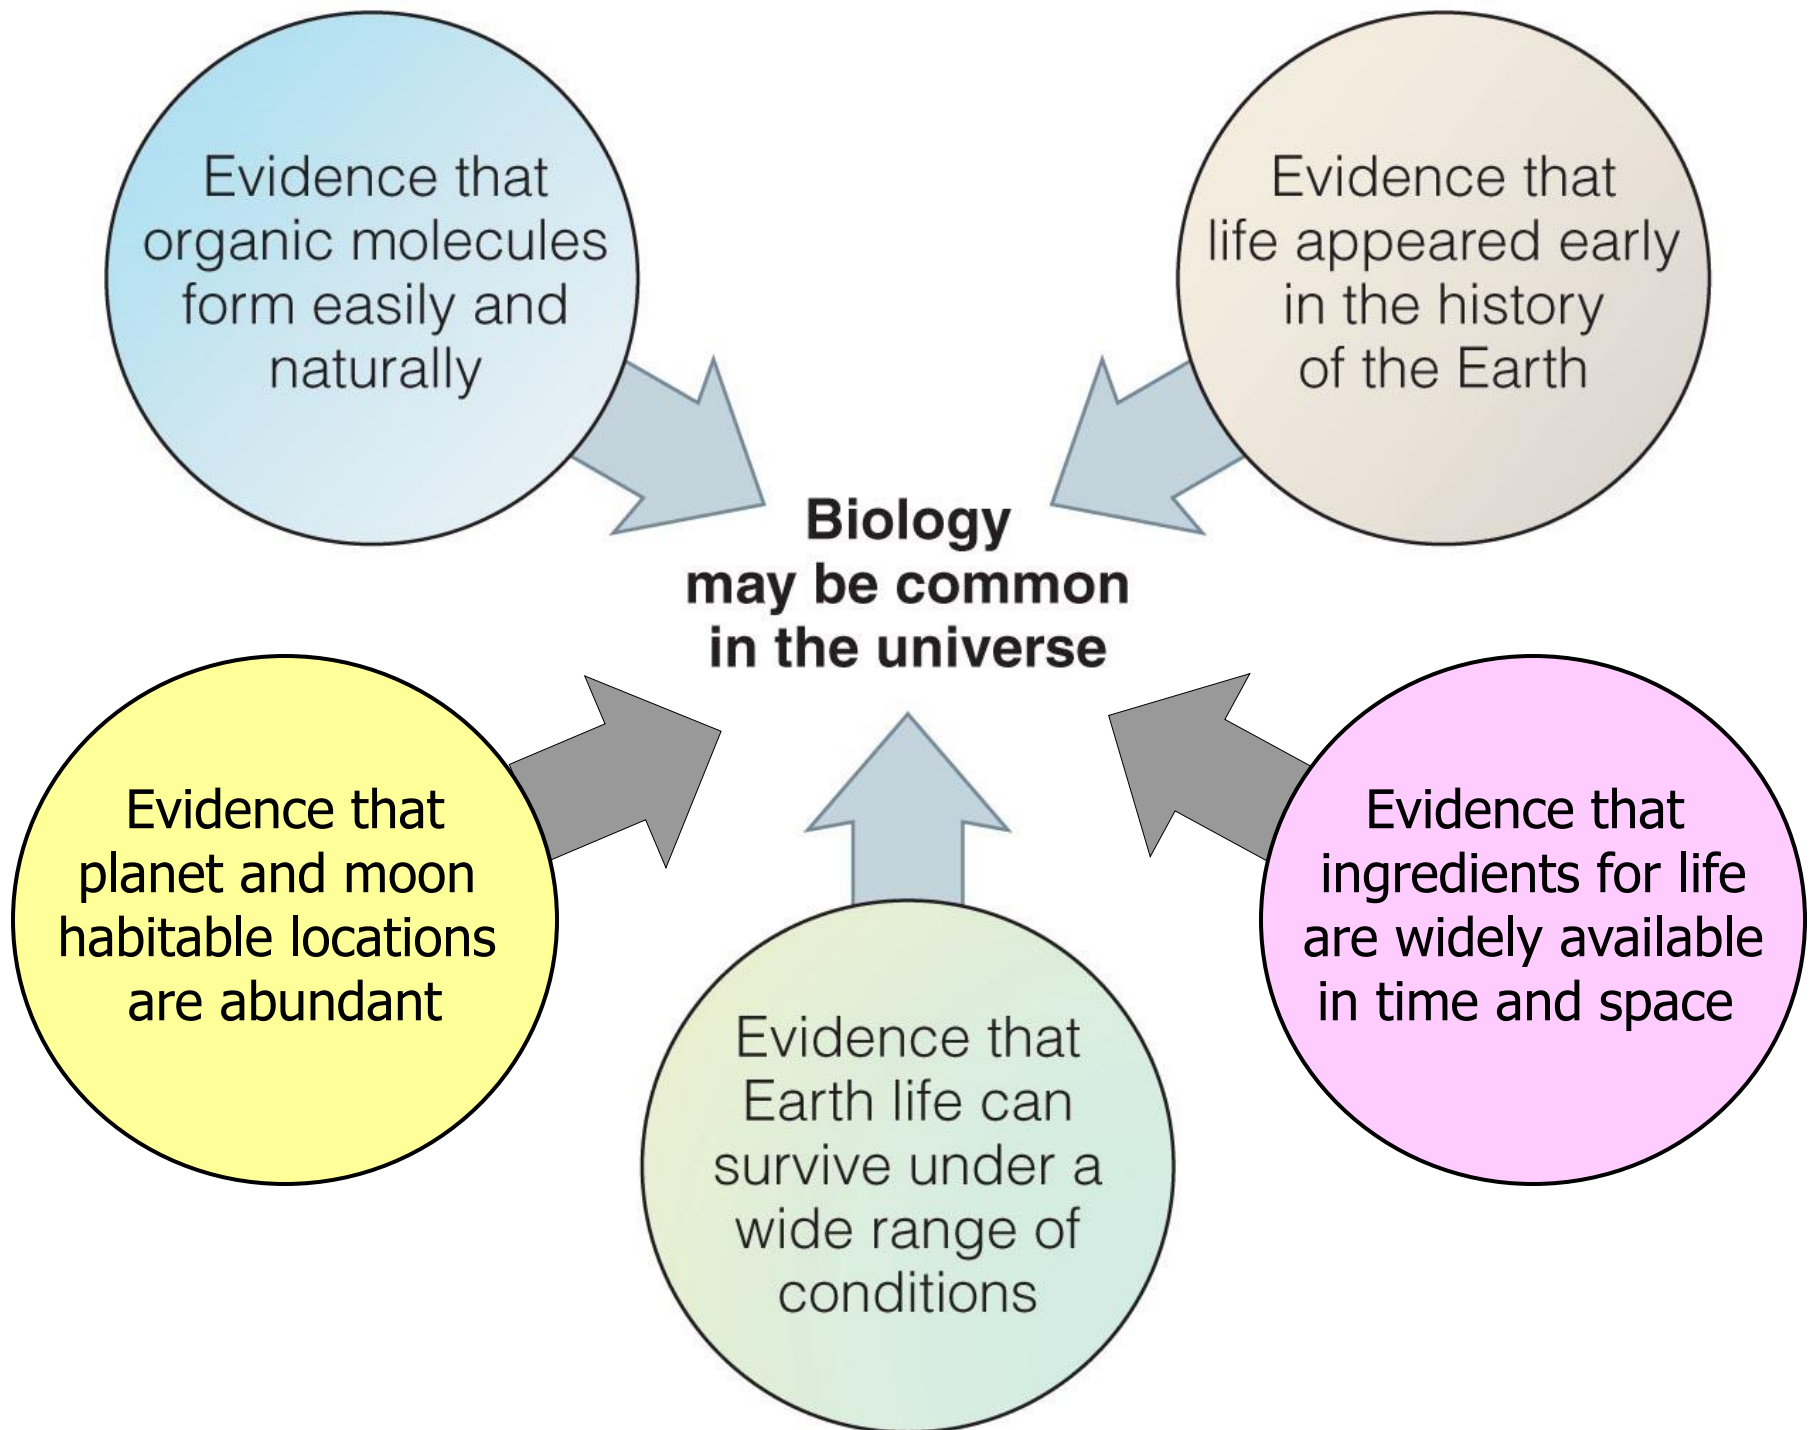 Evidence that
organic molecules
form easily and
naturally
Evidence that
life appeared early
in the history
of the Earth
Biology
may be common
in the universe
Evidence that
planet and moon
habitable locations
are abundant
Evidence that
ingredients for life
are widely available
in time and space
Evidence that
Earth life can
survive under a
wide range of
conditions